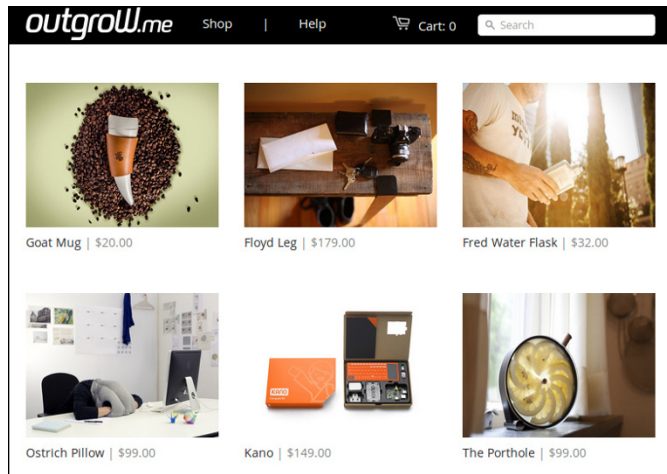 outgrow.me Shop | Help Cart: 0 Search
Goat Mug | $20.00
Floyd Leg | $179.00
Fred Water Flask | $32.00
KANO
Ostrich Pillow | $99.00
Kano | $149.00
The Porthole | $99.00